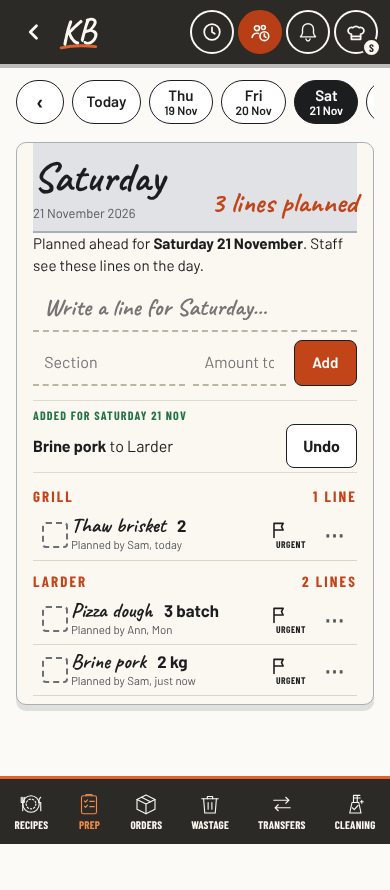 KB
S
‹
Today
Thu
19 Nov
Fri
20 Nov
Sat
21 Nov
Saturday
21 November 2026
3 lines planned
Planned ahead for Saturday 21 November. Staff
see these lines on the day.
Write a line for Saturday...
Section
Amount to
Add
ADDED FOR SATURDAY 21 NOV
Brine pork to Larder
Undo
GRILL
1 LINE
Thaw brisket 2
Planned by Sam, today
URGENT
...
LARDER
2 LINES
Pizza dough 3 batch
Planned by Ann, Mon
URGENT
...
Brine pork 2 kg
Planned by Sam, just now
URGENT
...
RECIPES
PREP
ORDERS
WASTAGE
TRANSFERS
CLEANING